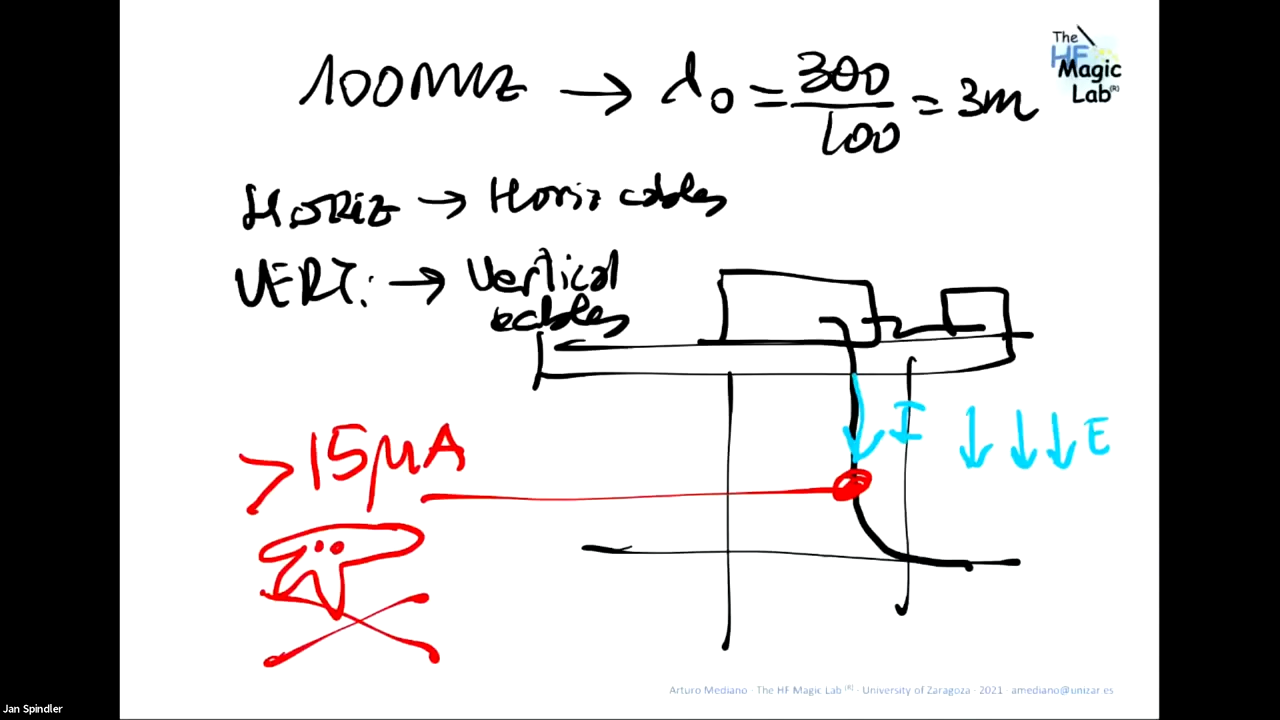 The
HF
Magic
Lab(R)
100MHz → λ0 = 300/100 = 3m
HORIZ → Horiz cables
VERT: → Vertical
cables
I ↓ ↓ ↓ E
> 15µA
Arturo Mediano · The HF Magic Lab (R) · University of Zaragoza · 2021 · amediano@unizar.es
Jan Spindler